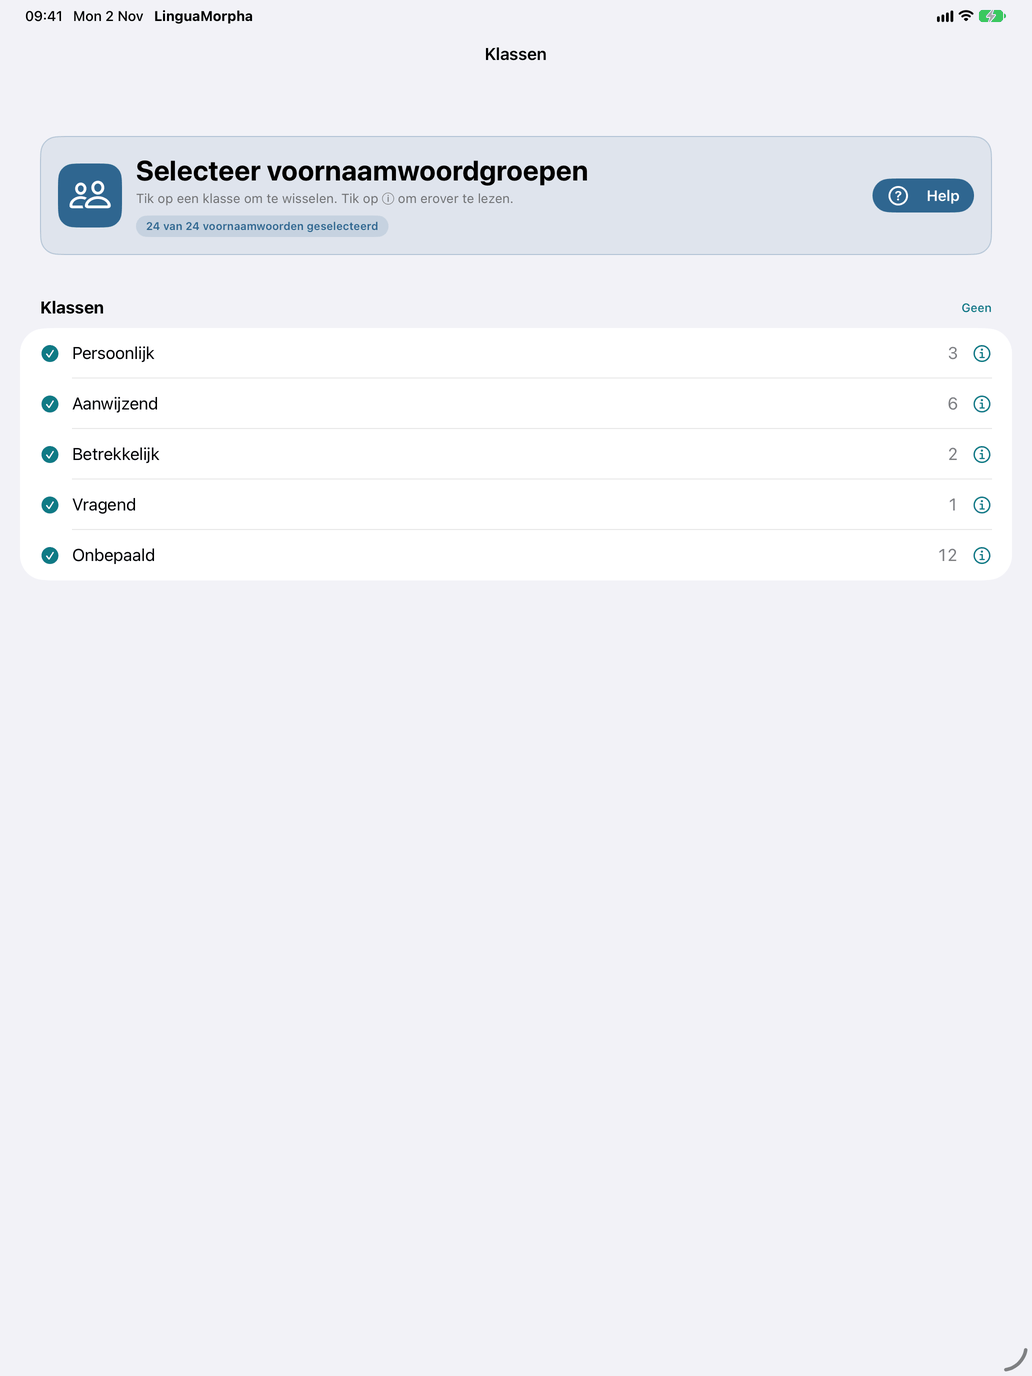 09:41 Mon 2 Nov LinguaMorpha
Klassen
Selecteer voornaamwoordgroepen
Tik op een klasse om te wisselen. Tik op ⓘ om erover te lezen.
24 van 24 voornaamwoorden geselecteerd
Help
Klassen
Geen
Persoonlijk 3
Aanwijzend 6
Betrekkelijk 2
Vragend 1
Onbepaald 12